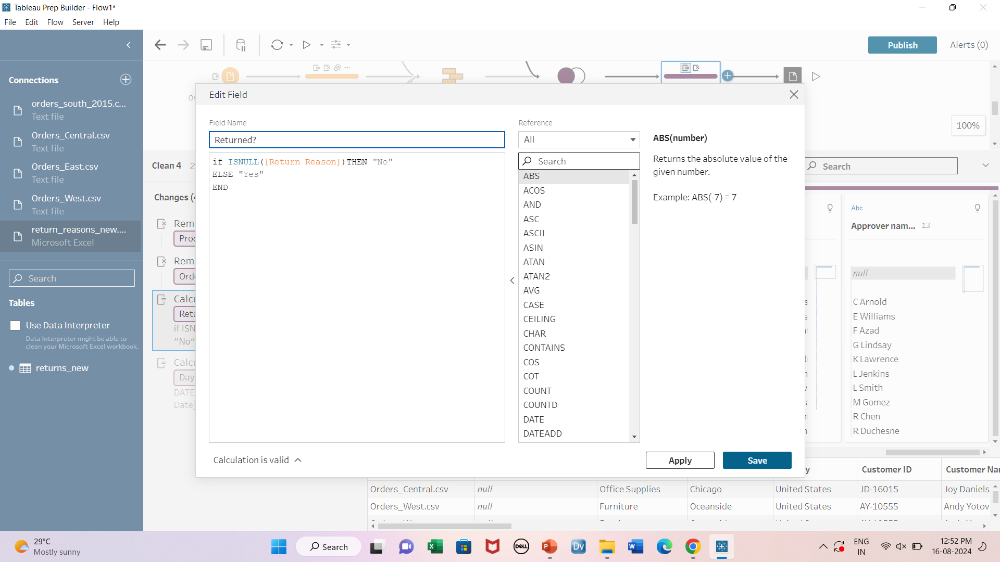 Tableau Prep Builder - Flow1*
File Edit Flow Server Help
Publish
Alerts (0)
Connections
orders_south_2015.c...
Text file
Orders_Central.csv
Text file
Orders_East.csv
Text file
Orders_West.csv
Text file
return_reasons_new....
Microsoft Excel
Search
Tables
Use Data Interpreter
Data Interpreter might be able to
clean your Microsoft Excel workbook.
returns_new
100%
Clean 4 2
Search
Changes (4
Rem
Prod
Rem
Orde
Calcu
Retu
if ISN
"No"
Calcu
Day
DATE
Date]
Edit Field
Field Name
Returned?
if ISNULL([Return Reason])THEN "No"
ELSE "Yes"
END
Calculation is valid
Reference
All
Search
ABS
ACOS
AND
ASC
ASCII
ASIN
ATAN
ATAN2
AVG
CASE
CEILING
CHAR
CONTAINS
COS
COT
COUNT
COUNTD
DATE
DATEADD
ABS(number)
Returns the absolute value of the
given number.
Example: ABS(-7) = 7
Apply
Save
Abc
Approver nam... 13
null
C Arnold
E Williams
F Azad
G Lindsay
K Lawrence
L Jenkins
L Smith
M Gomez
R Chen
R Duchesne
y Customer ID Customer Nar
Orders_Central.csv null Office Supplies Chicago United States JD-16015 Joy Daniels
Orders_West.csv null Furniture Oceanside United States AY-10555 Andy Yotov
29°C
Mostly sunny
Search
DELL
Dv
ENG
IN
12:52 PM
16-08-2024